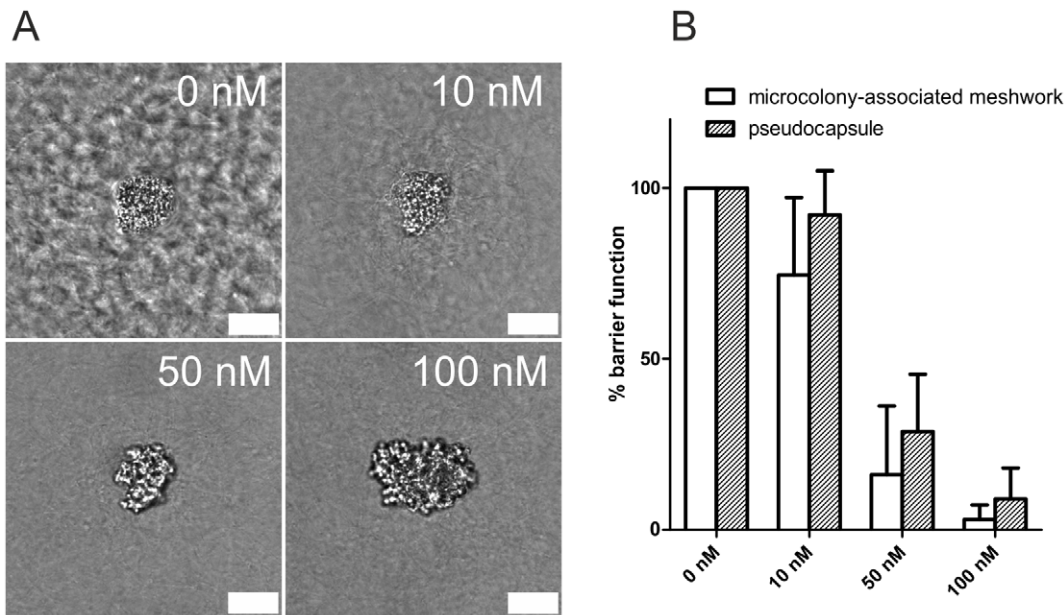 A
0 nM
10 nM
50 nM
100 nM
B
microcolony-associated meshwork
pseudocapsule
% barrier function
100
50
0
0 nM
10 nM
50 nM
100 nM